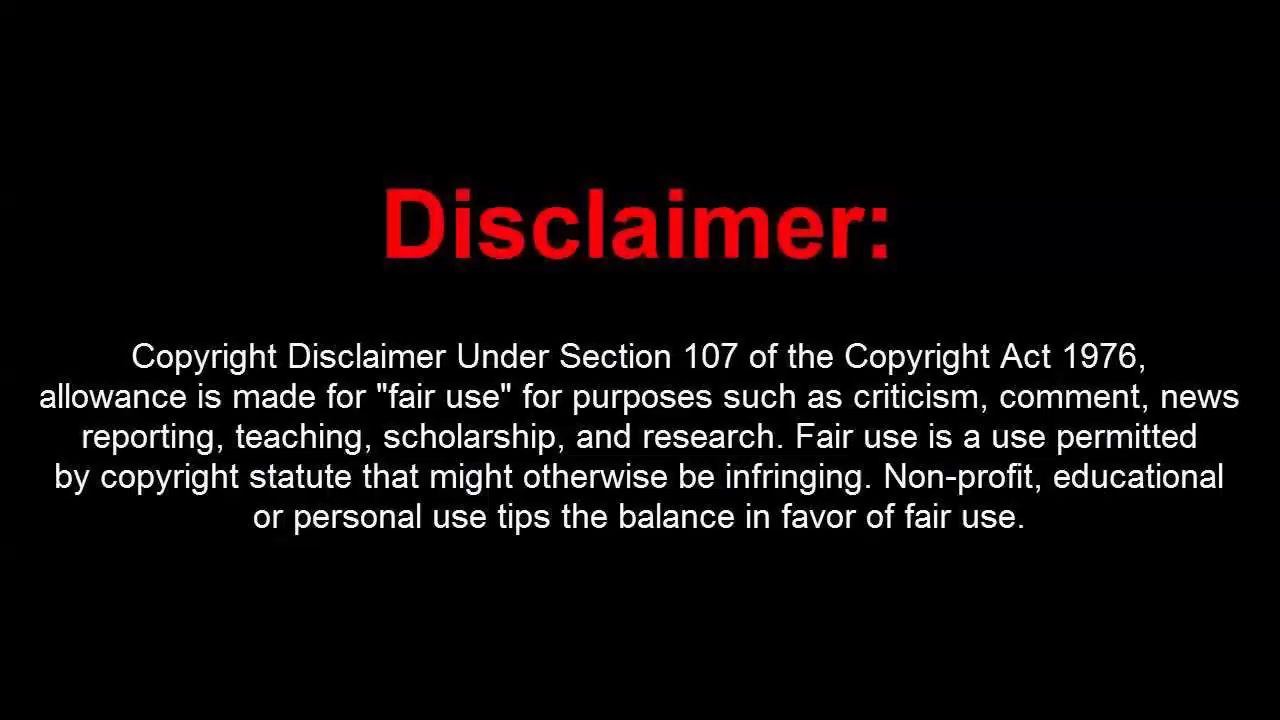 Disclaimer:
Copyright Disclaimer Under Section 107 of the Copyright Act 1976,
allowance is made for "fair use" for purposes such as criticism, comment, news
reporting, teaching, scholarship, and research. Fair use is a use permitted
by copyright statute that might otherwise be infringing. Non-profit, educational
or personal use tips the balance in favor of fair use.